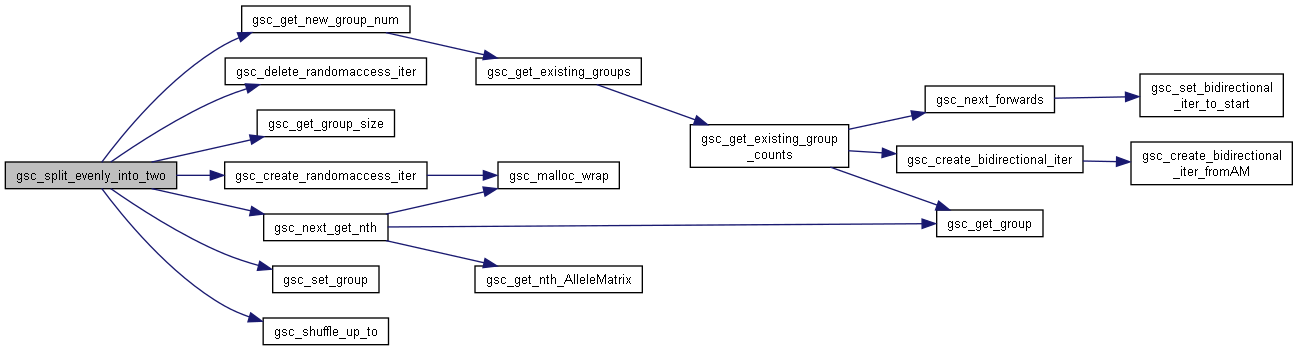 gsc_split_evenly_into_two
gsc_get_new_group_num
gsc_delete_randomaccess_iter
gsc_get_group_size
gsc_create_randomaccess_iter
gsc_next_get_nth
gsc_set_group
gsc_shuffle_up_to
gsc_get_existing_groups
gsc_malloc_wrap
gsc_get_nth_AlleleMatrix
gsc_get_existing_group
_counts
gsc_next_forwards
gsc_create_bidirectional_iter
gsc_get_group
gsc_set_bidirectional
_iter_to_start
gsc_create_bidirectional
_iter_fromAM